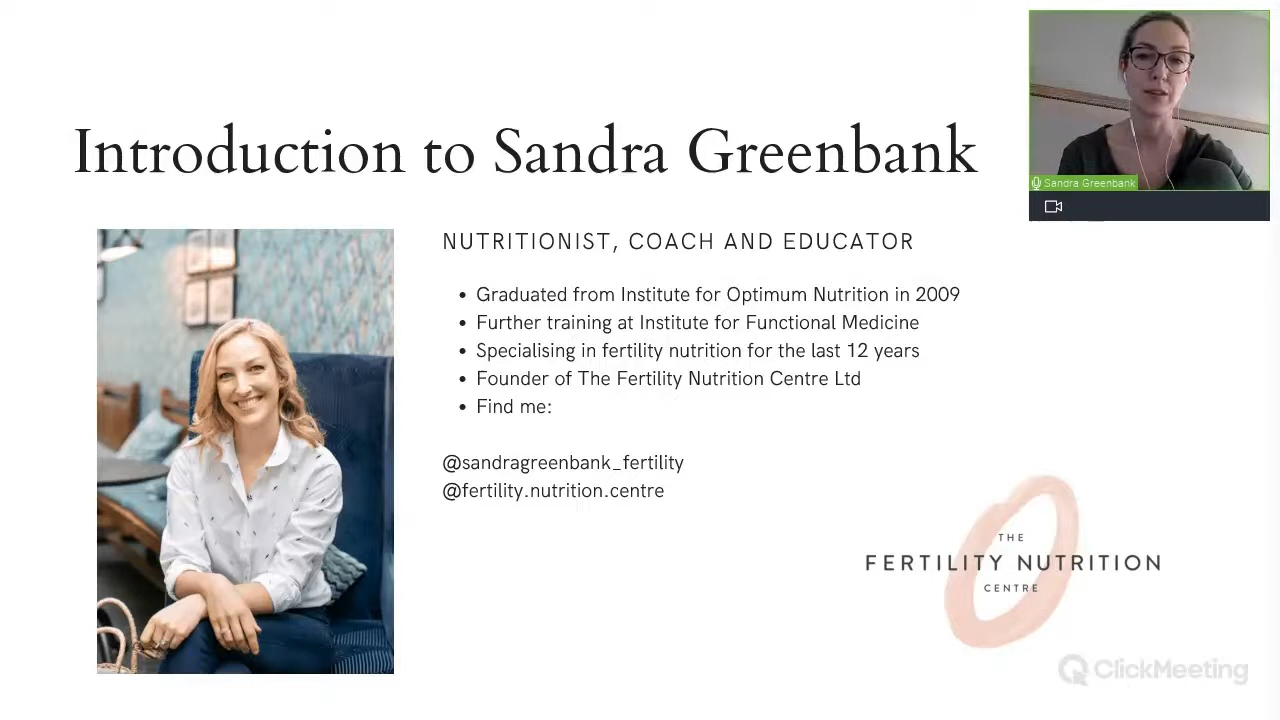 Introduction to Sandra Greenbank
Sandra Greenbank
NUTRITIONIST, COACH AND EDUCATOR
• Graduated from Institute for Optimum Nutrition in 2009
• Further training at Institute for Functional Medicine
• Specialising in fertility nutrition for the last 12 years
• Founder of The Fertility Nutrition Centre Ltd
• Find me:
@sandragreenbank_fertility
@fertility.nutrition.centre
THE
FERTILITY NUTRITION
CENTRE
ClickMeeting